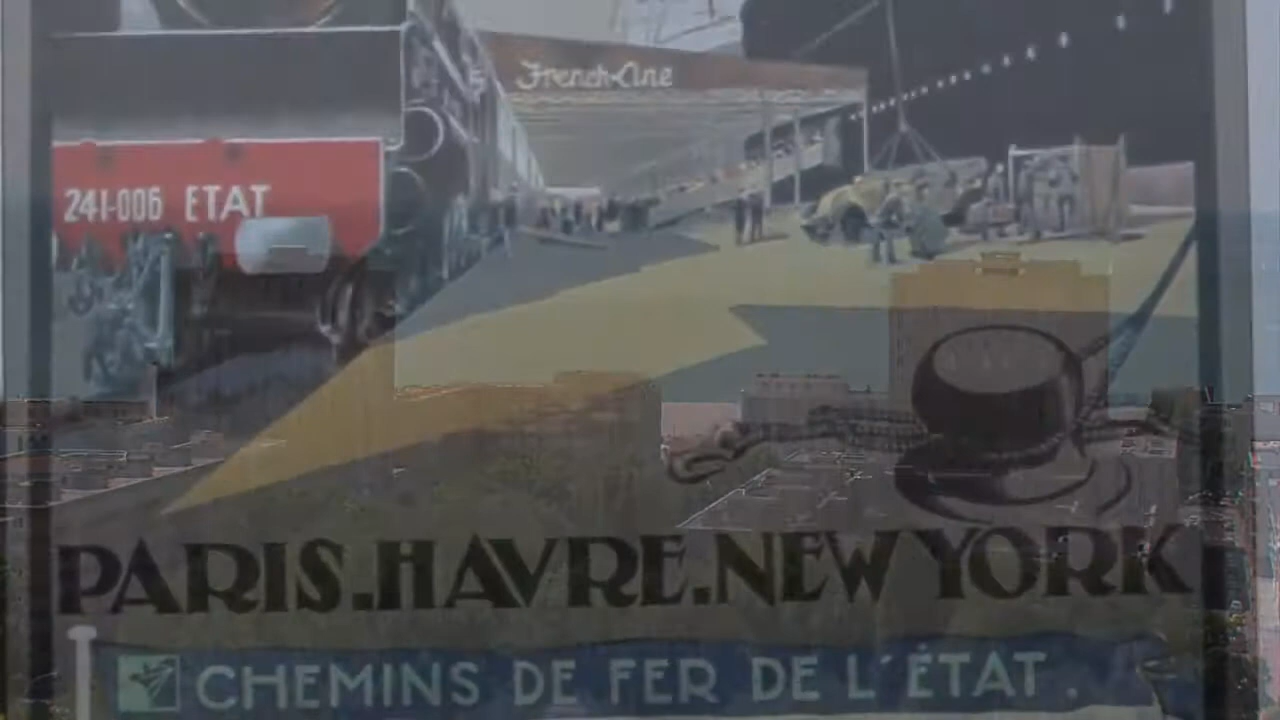 French-Line
241-006 ETAT
PARIS.HAVRE.NEW YORK
CHEMINS DE FER DE L'ÉTAT.